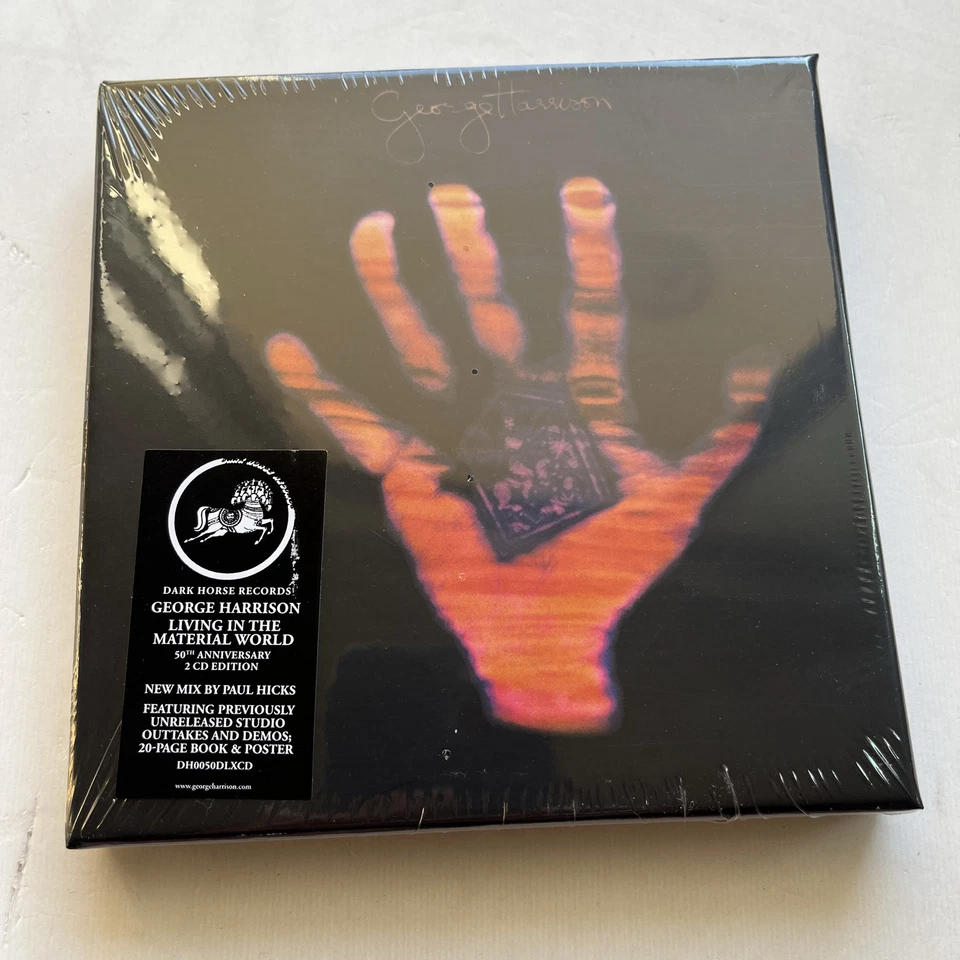 George Harrison
DARK HORSE RECORDS
GEORGE HARRISON
LIVING IN THE
MATERIAL WORLD
50TH ANNIVERSARY
2 CD EDITION
NEW MIX BY PAUL HICKS
FEATURING PREVIOUSLY
UNRELEASED STUDIO
OUTTAKES AND DEMOS;
20-PAGE BOOK & POSTER
DH0050DLXCD
www.georgeharrison.com